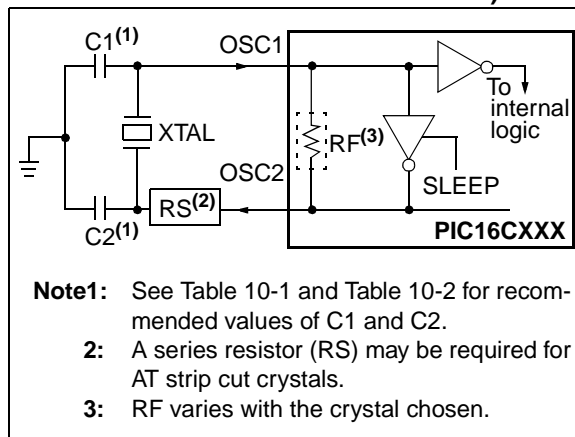 C1(1)
OSC1
To
internal
logic
XTAL
RF(3)
OSC2
SLEEP
RS(2)
C2(1)
PIC16CXXX
Note1: See Table 10-1 and Table 10-2 for recom-
mended values of C1 and C2.
2: A series resistor (RS) may be required for
AT strip cut crystals.
3: RF varies with the crystal chosen.